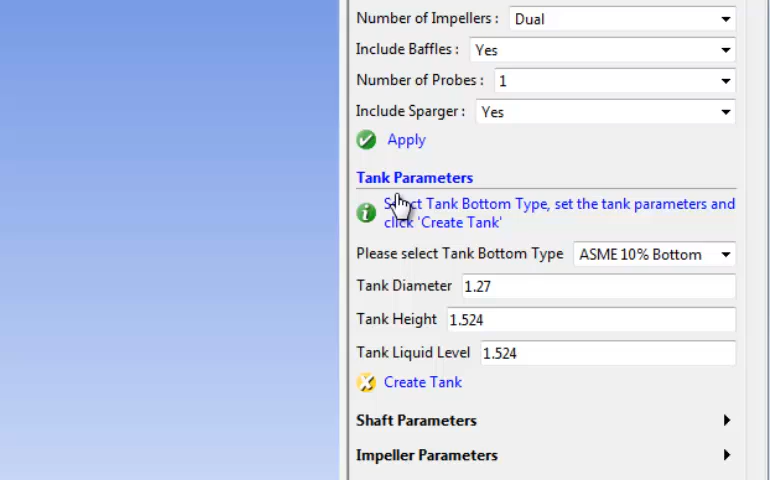 Number of Impellers : Dual
Include Baffles : Yes
Number of Probes : 1
Include Sparger : Yes
Apply
Tank Parameters
Select Tank Bottom Type, set the tank parameters and
click 'Create Tank'
Please select Tank Bottom Type ASME 10% Bottom
Tank Diameter 1.27
Tank Height 1.524
Tank Liquid Level 1.524
Create Tank
Shaft Parameters
Impeller Parameters